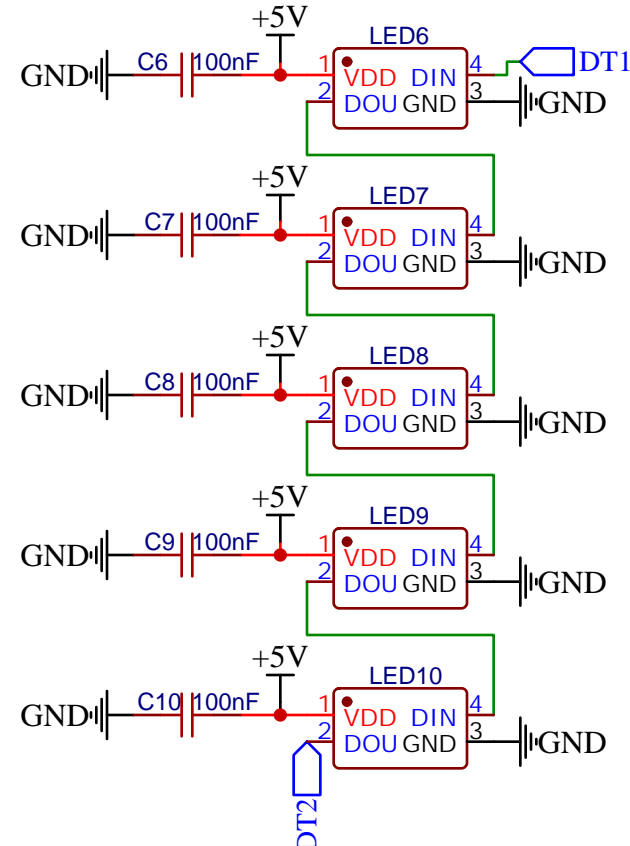 +5V LED6
GND C6 100nF 1 VDD DIN 4 DT1
2 DOU GND 3 GND
+5V LED7
GND C7 100nF 1 VDD DIN 4
2 DOU GND 3 GND
+5V LED8
GND C8 100nF 1 VDD DIN 4
2 DOU GND 3 GND
+5V LED9
GND C9 100nF 1 VDD DIN 4
2 DOU GND 3 GND
+5V LED10
GND C10 100nF 1 VDD DIN 4
2 DOU GND 3 GND
DT2